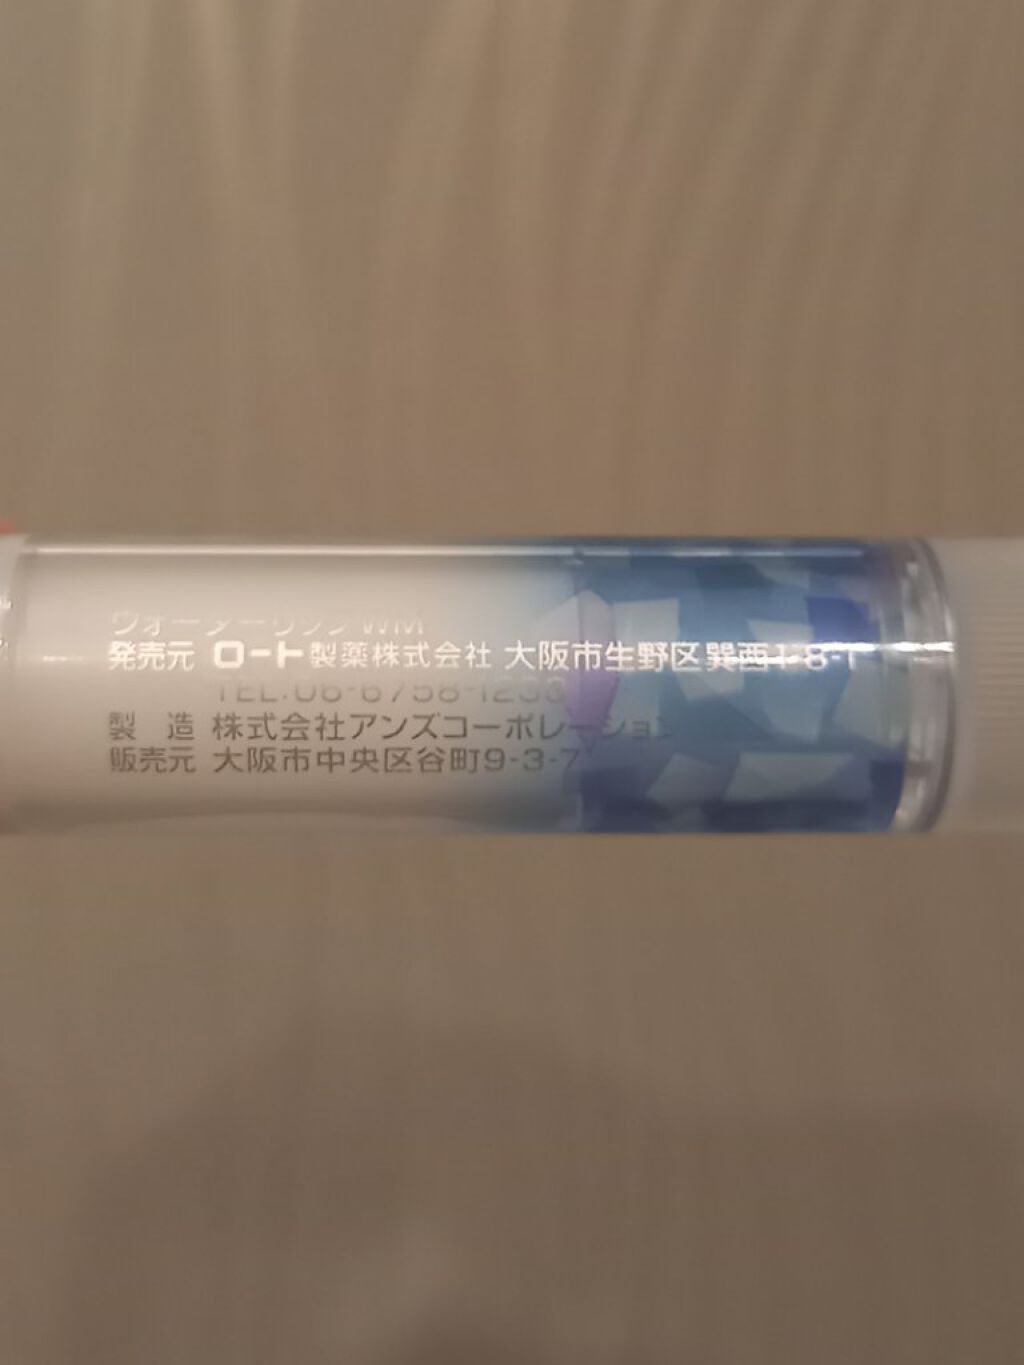 ウォーターリップWM
発売元 ロート製薬株式会社 大阪市生野区巽西1-8-1
TEL:06-6758-1230
製 造 株式会社アンズコーポレーション
販売元 大阪市中央区谷町9-3-7